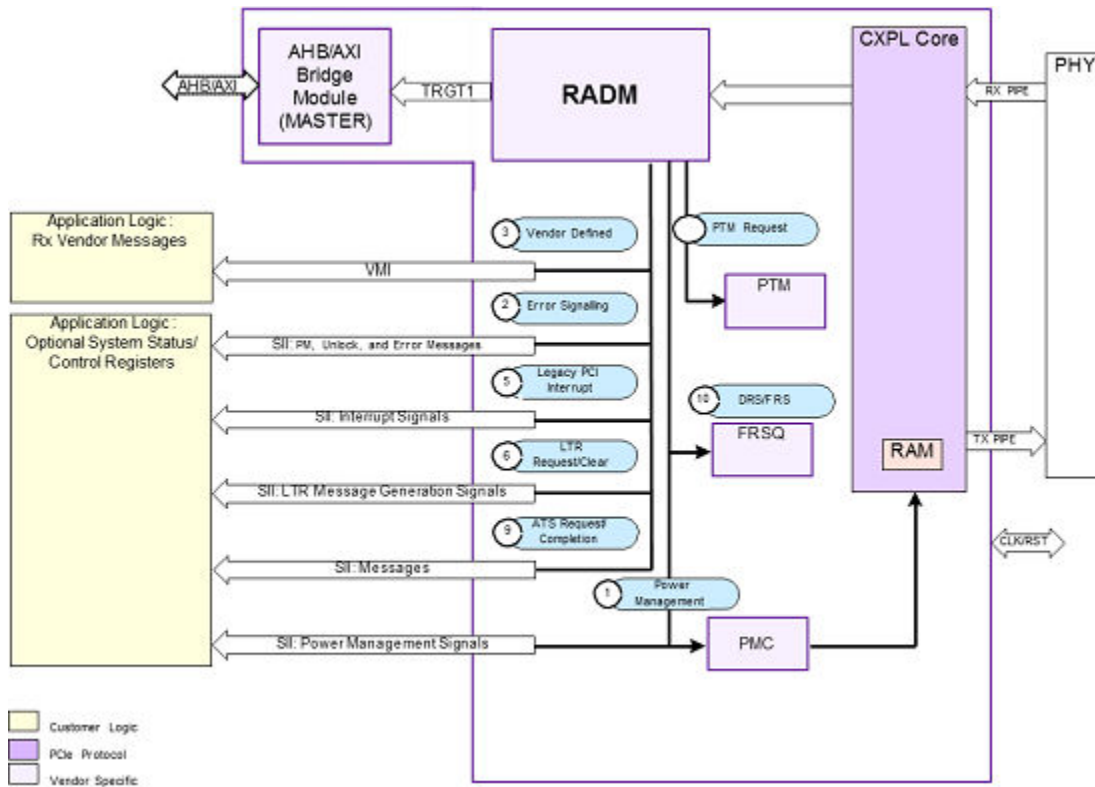 AHB/AXI
AHB/AXI
Bridge
Module
(MASTER)
TRGT1
RADM
CXPL Core
PHY
RX PIPE
Application Logic :
Rx Vendor Messages
3
Vendor Defined
PTM Request
VMI
PTM
2
Error Signalling
Application Logic :
Optional System Status/
Control Registers
SII: PM, Unlock, and Error Messages
5
Legacy PCI
Interrupt
10
DRS/FRS
SII: Interrupt Signals
FRSQ
TX PIPE
RAM
6
LTR
Request/Clear
SII: LTR Message Generation Signals
9
ATS Request/
Completion
CLK/RST
SII: Messages
1
Power
Management
SII: Power Management Signals
PMC
Customer Logic
PCIe Protocol
Vendor Specific